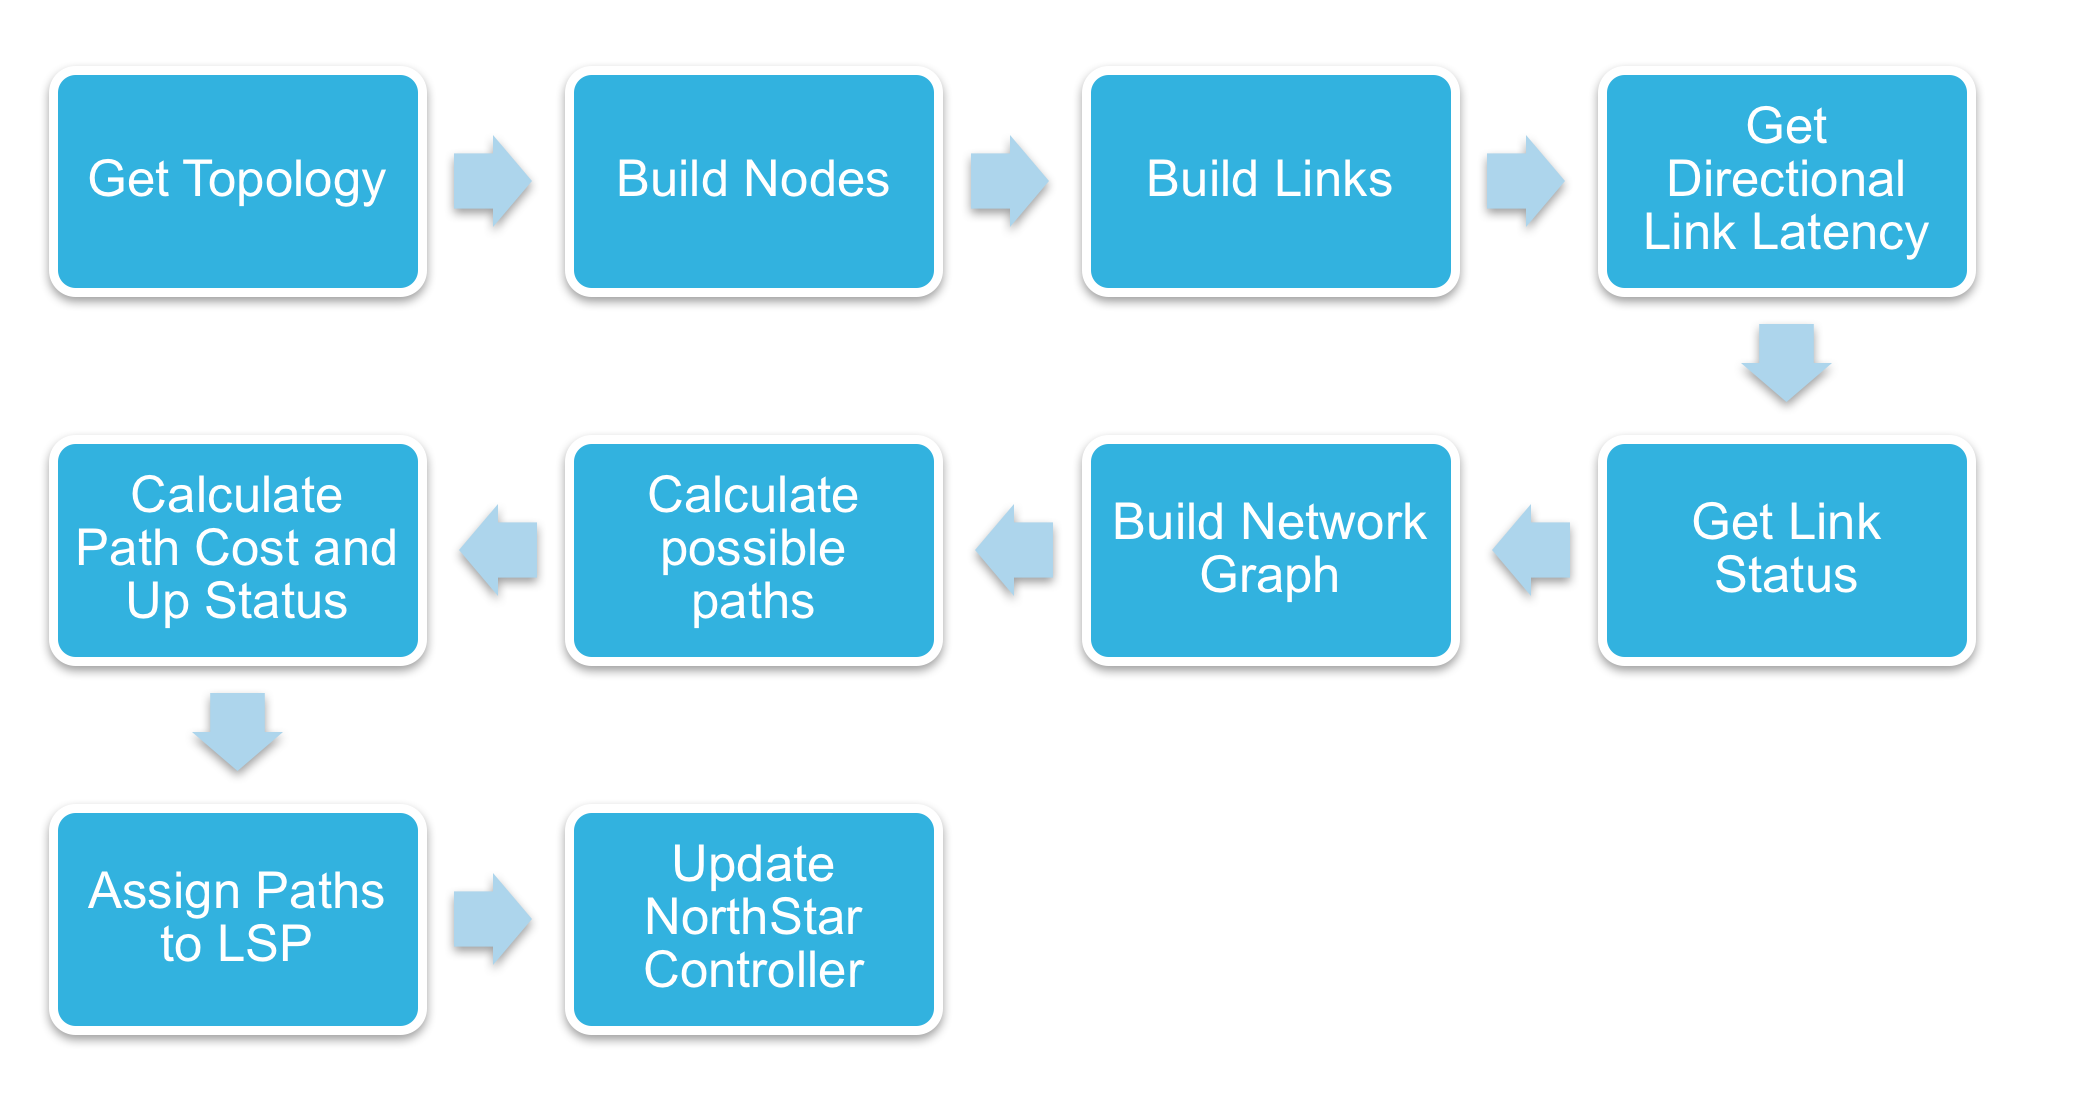 Get Topology
Build Nodes
Build Links
Get
Directional
Link Latency
Get Link
Status
Build Network
Graph
Calculate
possible
paths
Calculate
Path Cost and
Up Status
Assign Paths
to LSP
Update
NorthStar
Controller